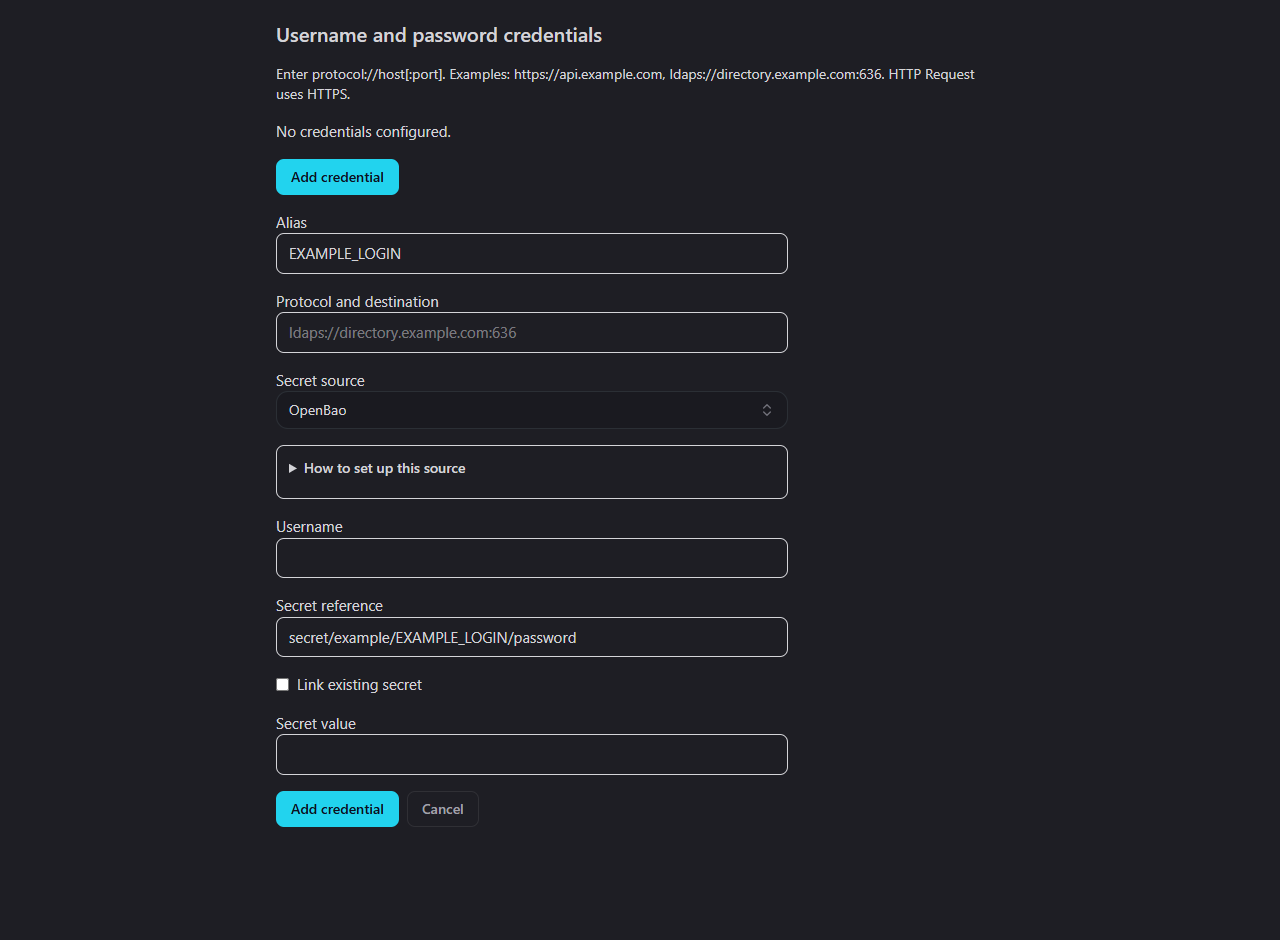 Username and password credentials
Enter protocol://host[:port]. Examples: https://api.example.com, ldaps://directory.example.com:636. HTTP Request
uses HTTPS.
No credentials configured.
Add credential
Alias
EXAMPLE_LOGIN
Protocol and destination
ldaps://directory.example.com:636
Secret source
OpenBao
How to set up this source
Username
Secret reference
secret/example/EXAMPLE_LOGIN/password
Link existing secret
Secret value
Add credential
Cancel